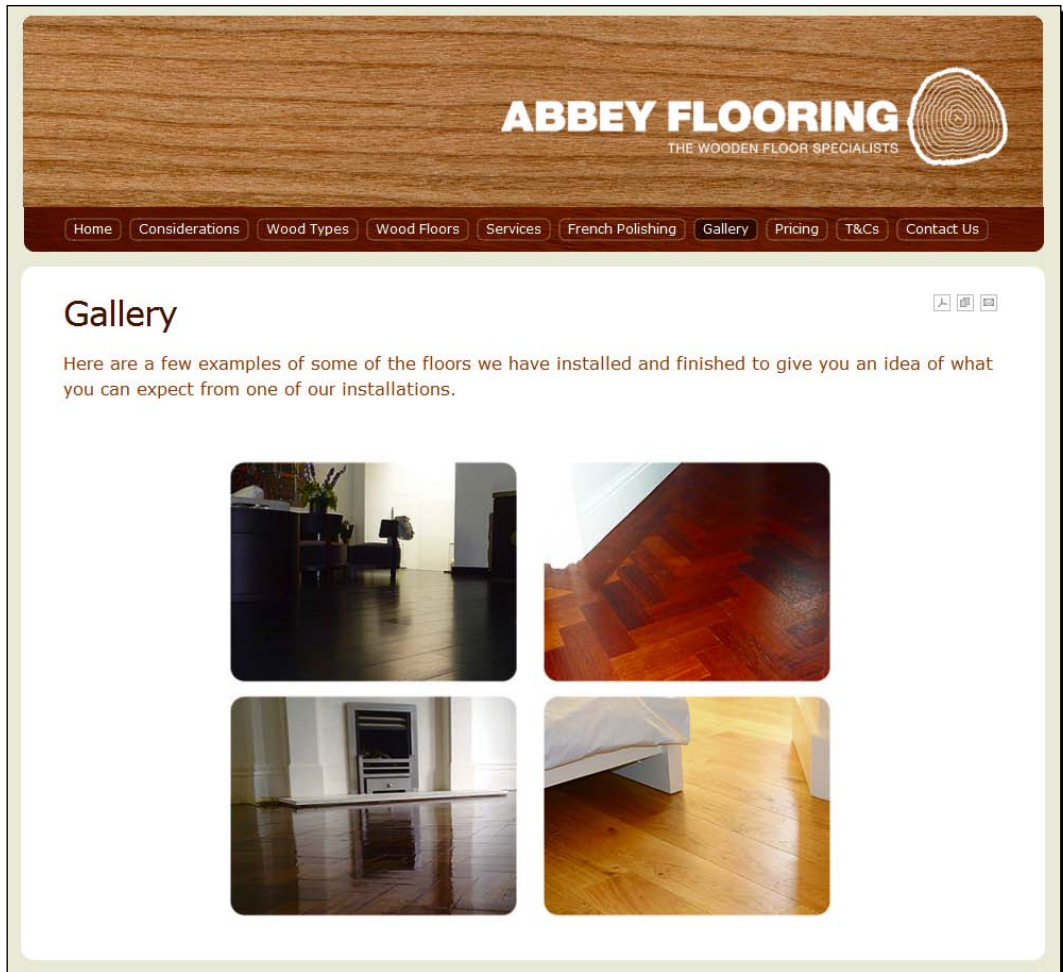 ABBEY FLOORING
THE WOODEN FLOOR SPECIALISTS
Home Considerations Wood Types Wood Floors Services French Polishing Gallery Pricing T&Cs Contact Us
Gallery
Here are a few examples of some of the floors we have installed and finished to give you an idea of what
you can expect from one of our installations.